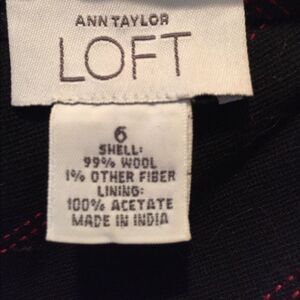 ANN TAYLOR
LOFT
6
SHELL:
99% WOOL
1% OTHER FIBER
LINING:
100% ACETATE
MADE IN INDIA